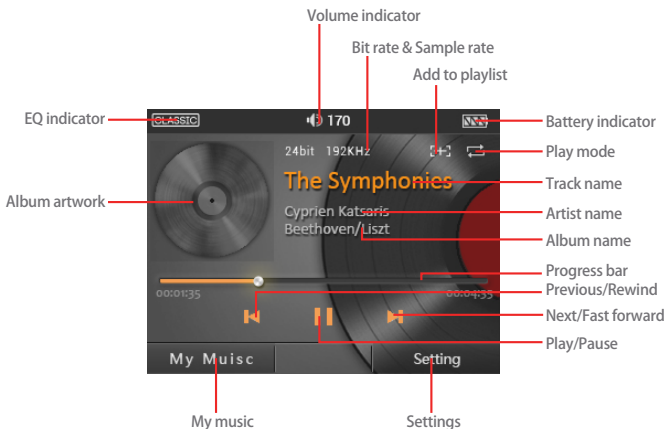 Volume indicator
Bit rate & Sample rate
Add to playlist
EQ indicator
CLASSIC
170
Battery indicator
24bit 192KHz
Play mode
The Symphonies
Track name
Album artwork
Cyprien Katsaris
Artist name
Beethoven/Liszt
Album name
Progress bar
00:01:35
00:04:35
Previous/Rewind
Next/Fast forward
Play/Pause
My Muisc
Setting
My music
Settings